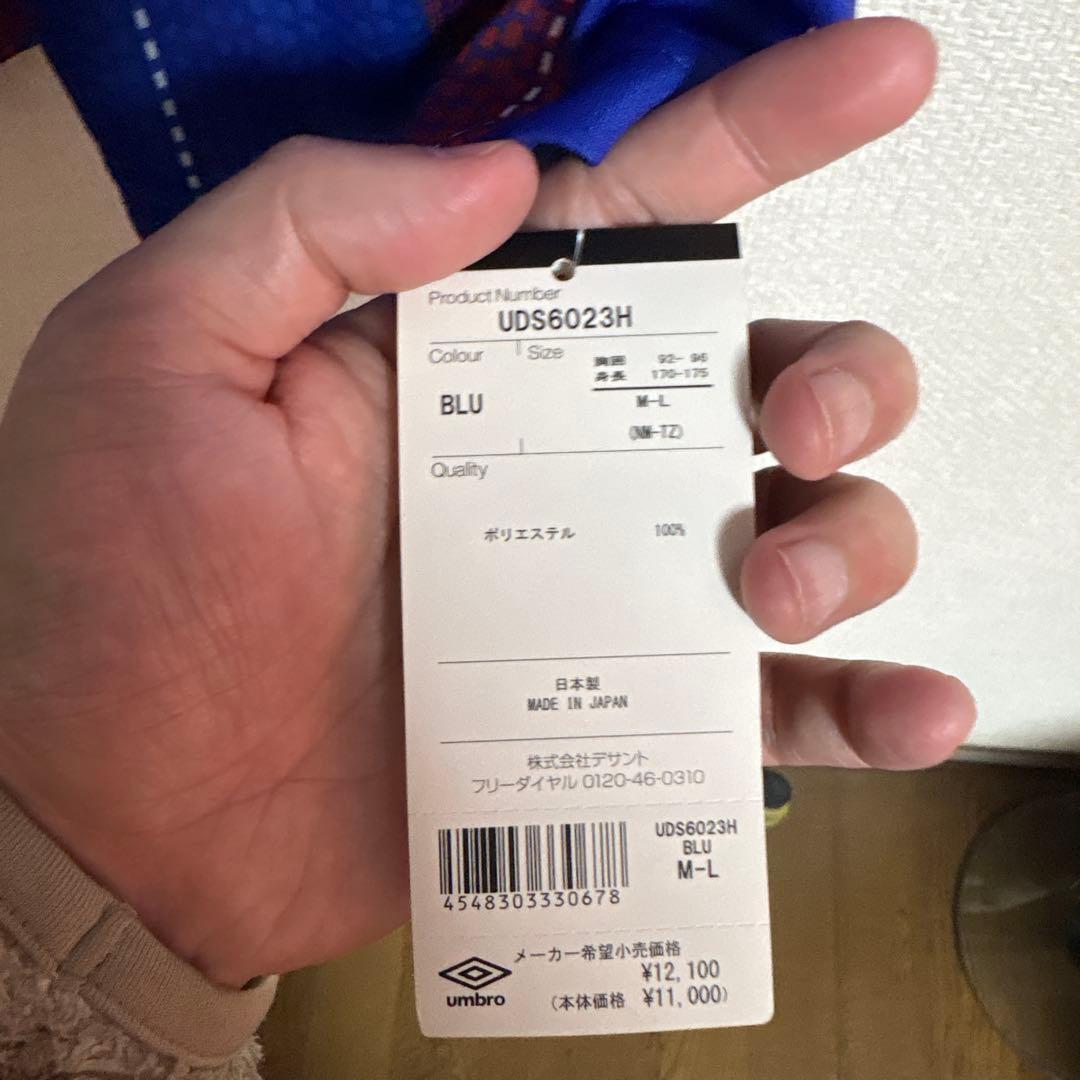 Product Number
UDS6023H
Colour
Size
胸囲 92- 96
身長 170-175
BLU
M-L
(NM-TZ)
Quality
ポリエステル 100%
日本製
MADE IN JAPAN
株式会社デサント
フリーダイヤル 0120-46-0310
UDS6023H
BLU
M-L
4548303330678
メーカー希望小売価格
¥12,100
(本体価格 ¥11,000)
umbro